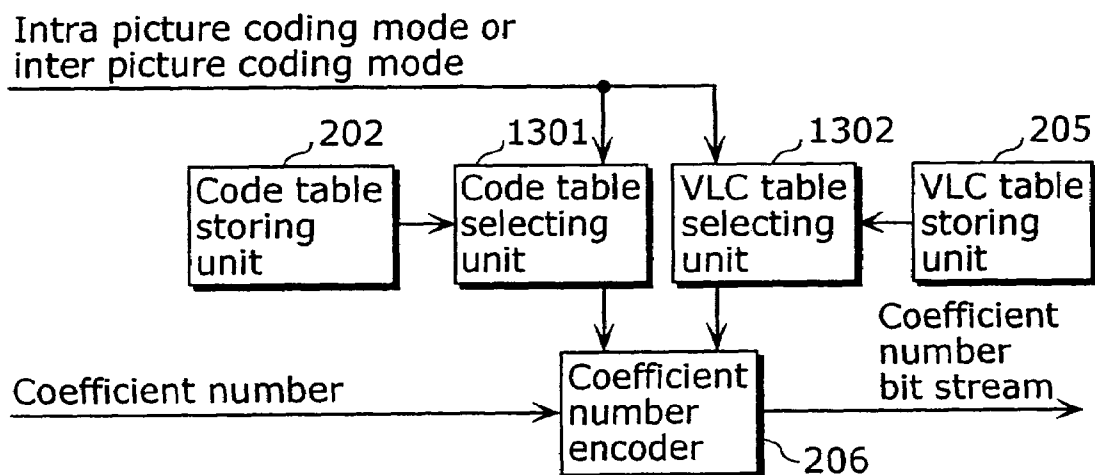 Intra picture coding mode or
inter picture coding mode
202
1301
1302
205
Code table
storing
unit
Code table
selecting
unit
VLC table
selecting
unit
VLC table
storing
unit
Coefficient number
Coefficient
number
encoder
Coefficient
number
bit stream
206